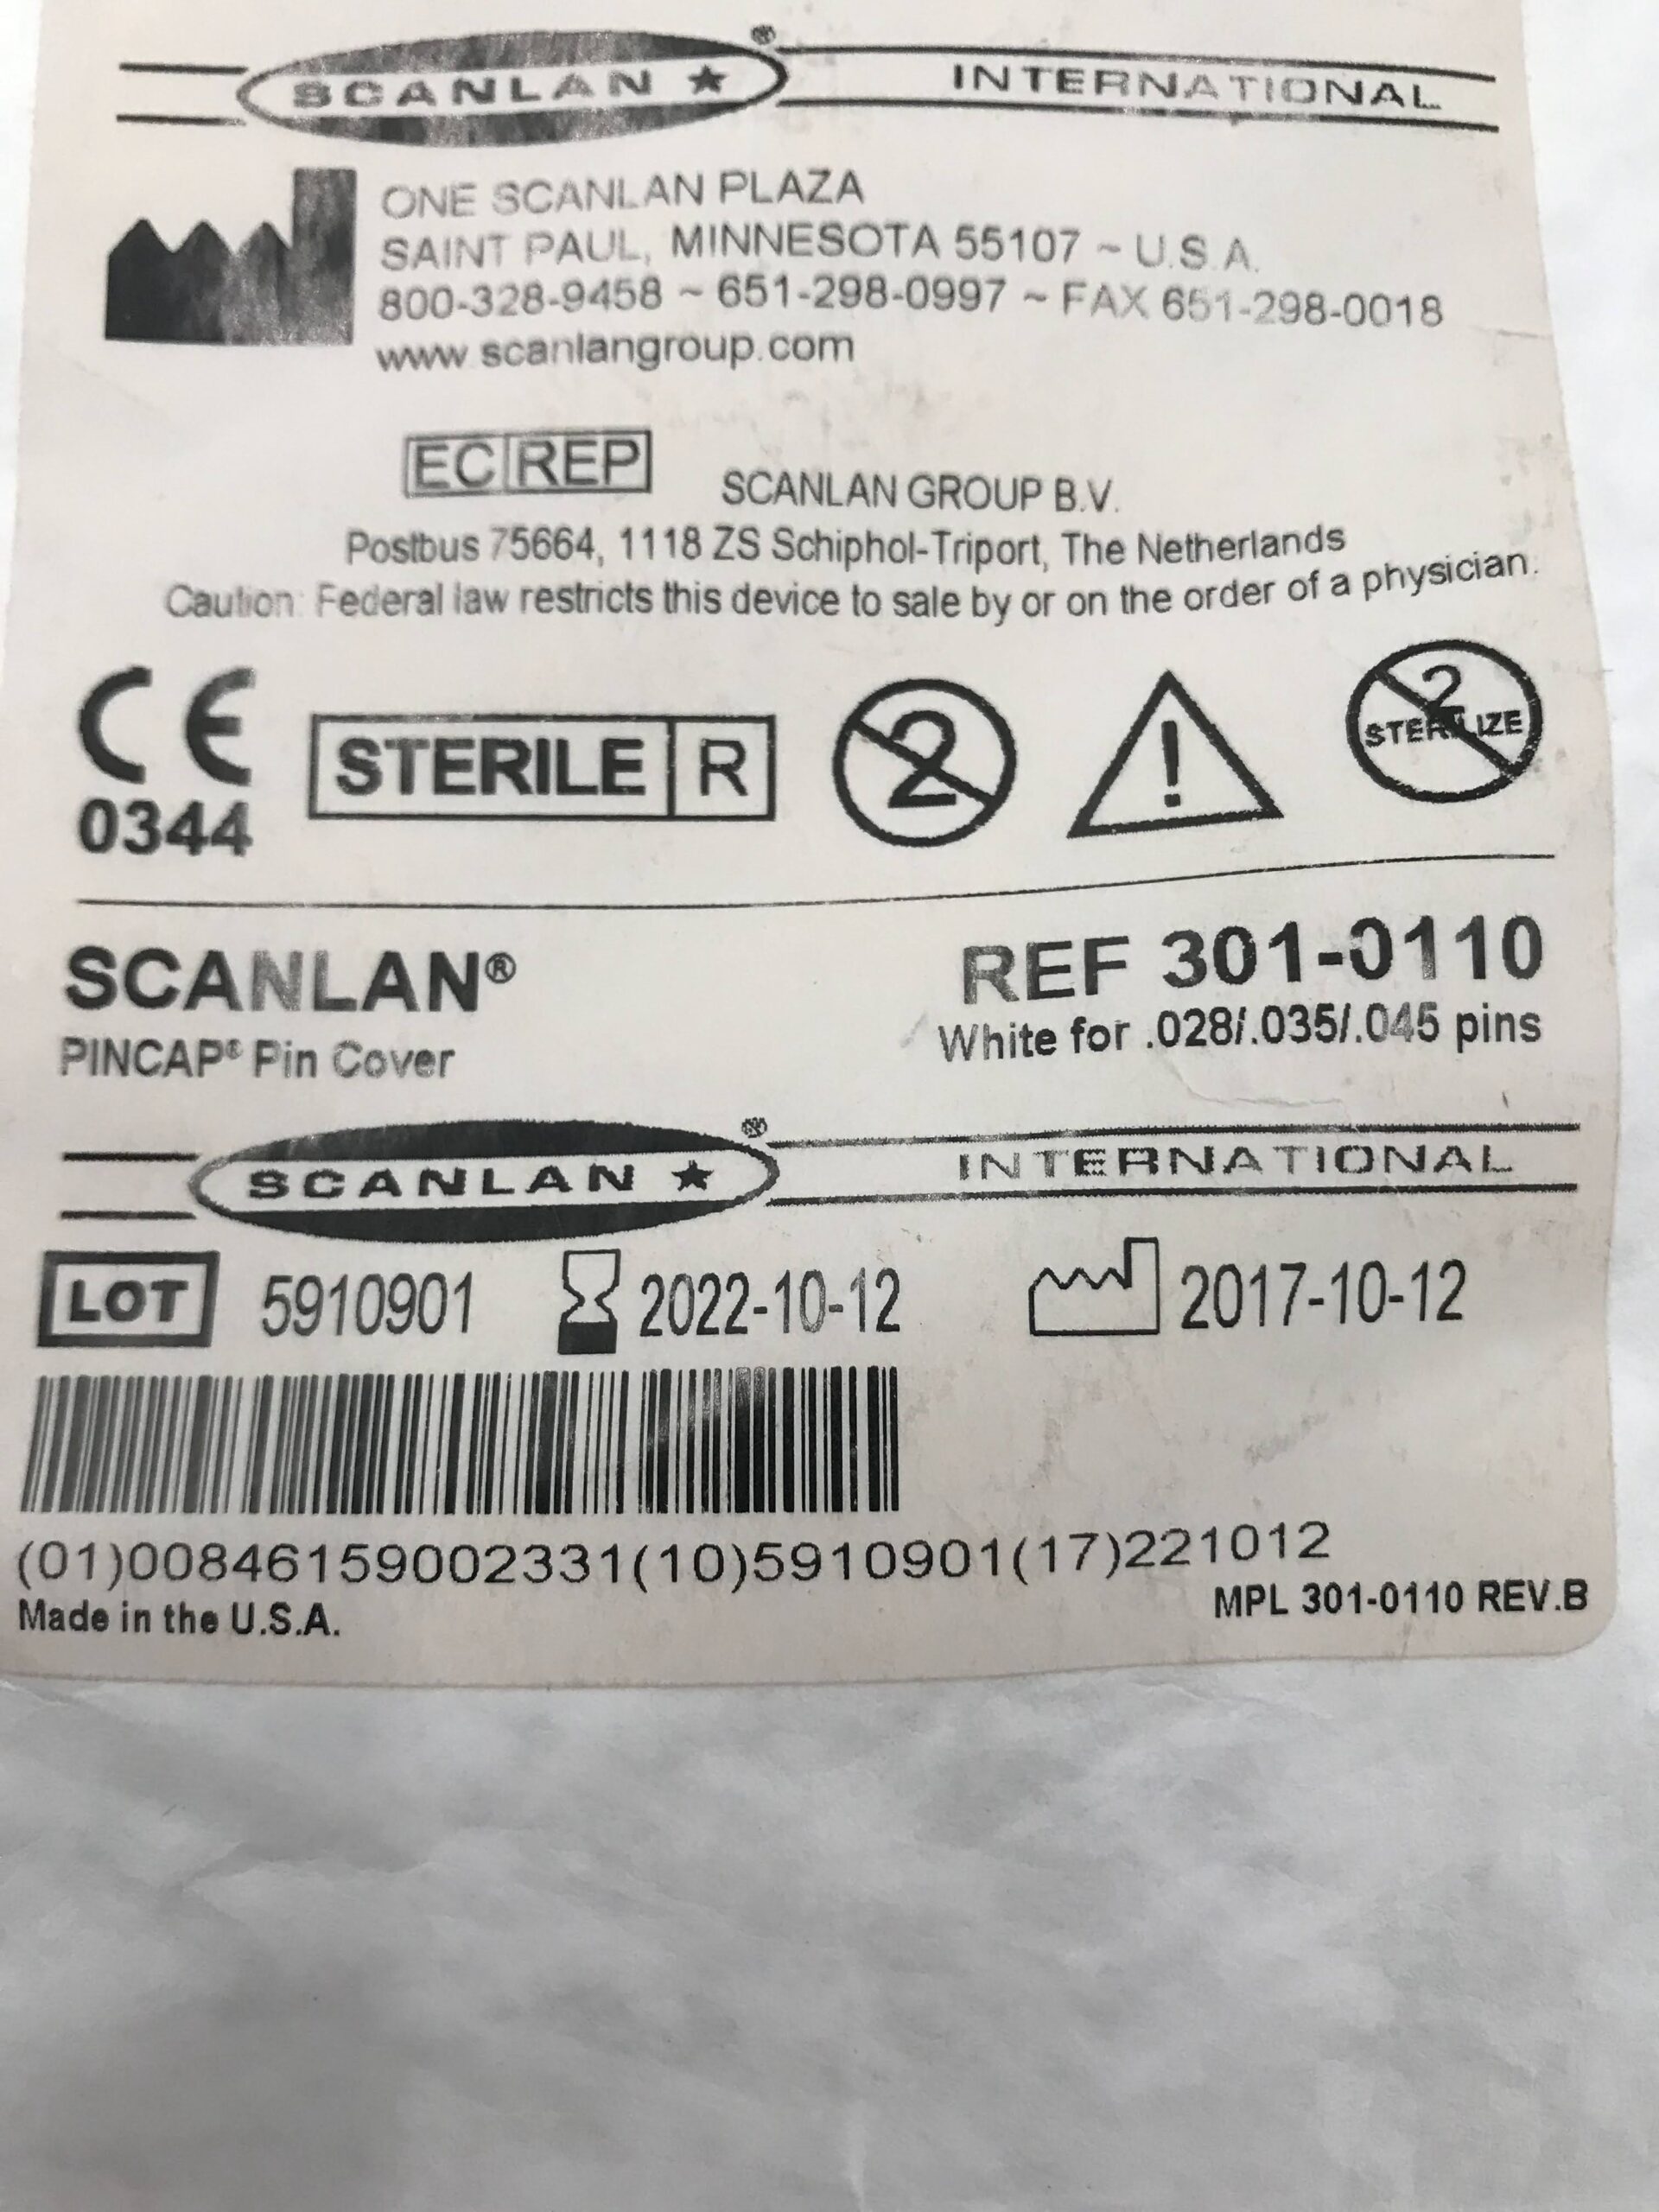 SCANLAN ★ ® INTERNATIONAL
ONE SCANLAN PLAZA
SAINT PAUL, MINNESOTA 55107 ~ U.S.A.
800-328-9458 ~ 651-298-0997 ~ FAX 651-298-0018
www.scanlangroup.com
EC REP SCANLAN GROUP B.V.
Postbus 75664, 1118 ZS Schiphol-Triport, The Netherlands
Caution: Federal law restricts this device to sale by or on the order of a physician.
CE STERILE R 2 ! 2 STERILIZE
0344
SCANLAN® REF 301-0110
PINCAP® Pin Cover White for .028/.035/.045 pins
SCANLAN ★ ® INTERNATIONAL
LOT 5910901 2022-10-12 2017-10-12
(01)00846159002331(10)5910901(17)221012
Made in the U.S.A. MPL 301-0110 REV.B